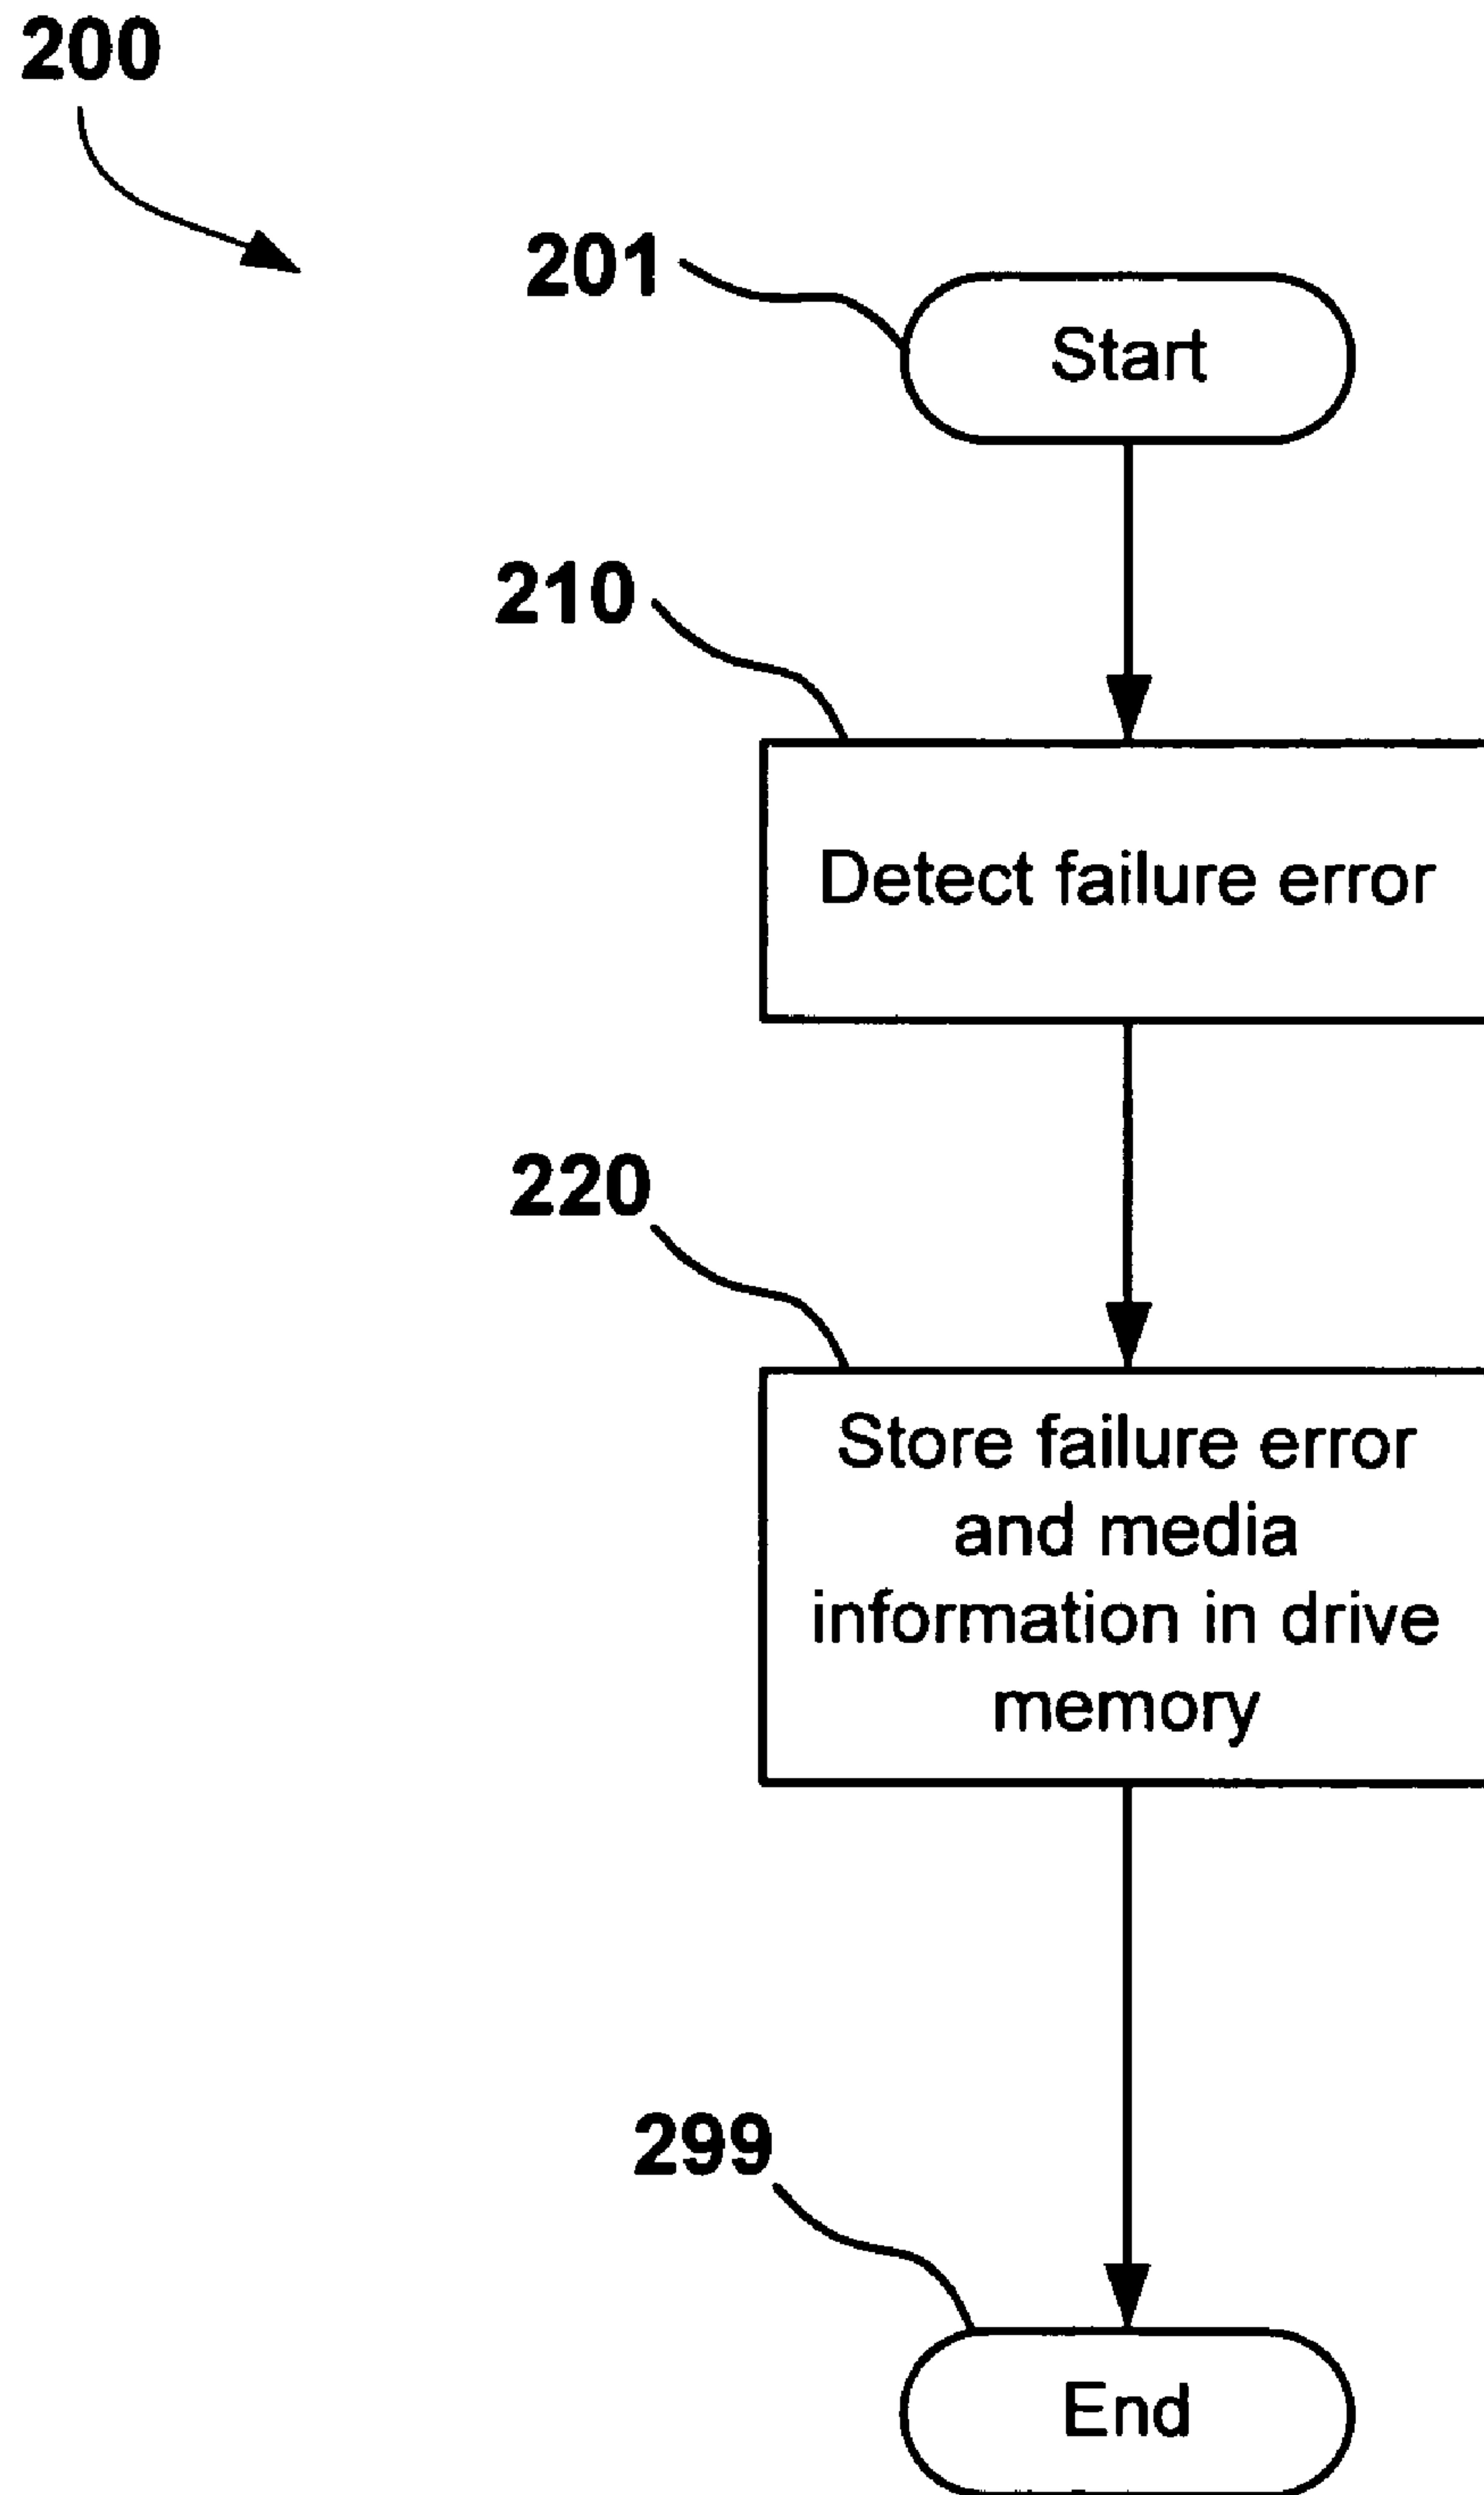 200
201
Start
210
Detect failure error
220
Store failure error
and media
information in drive
memory
299
End